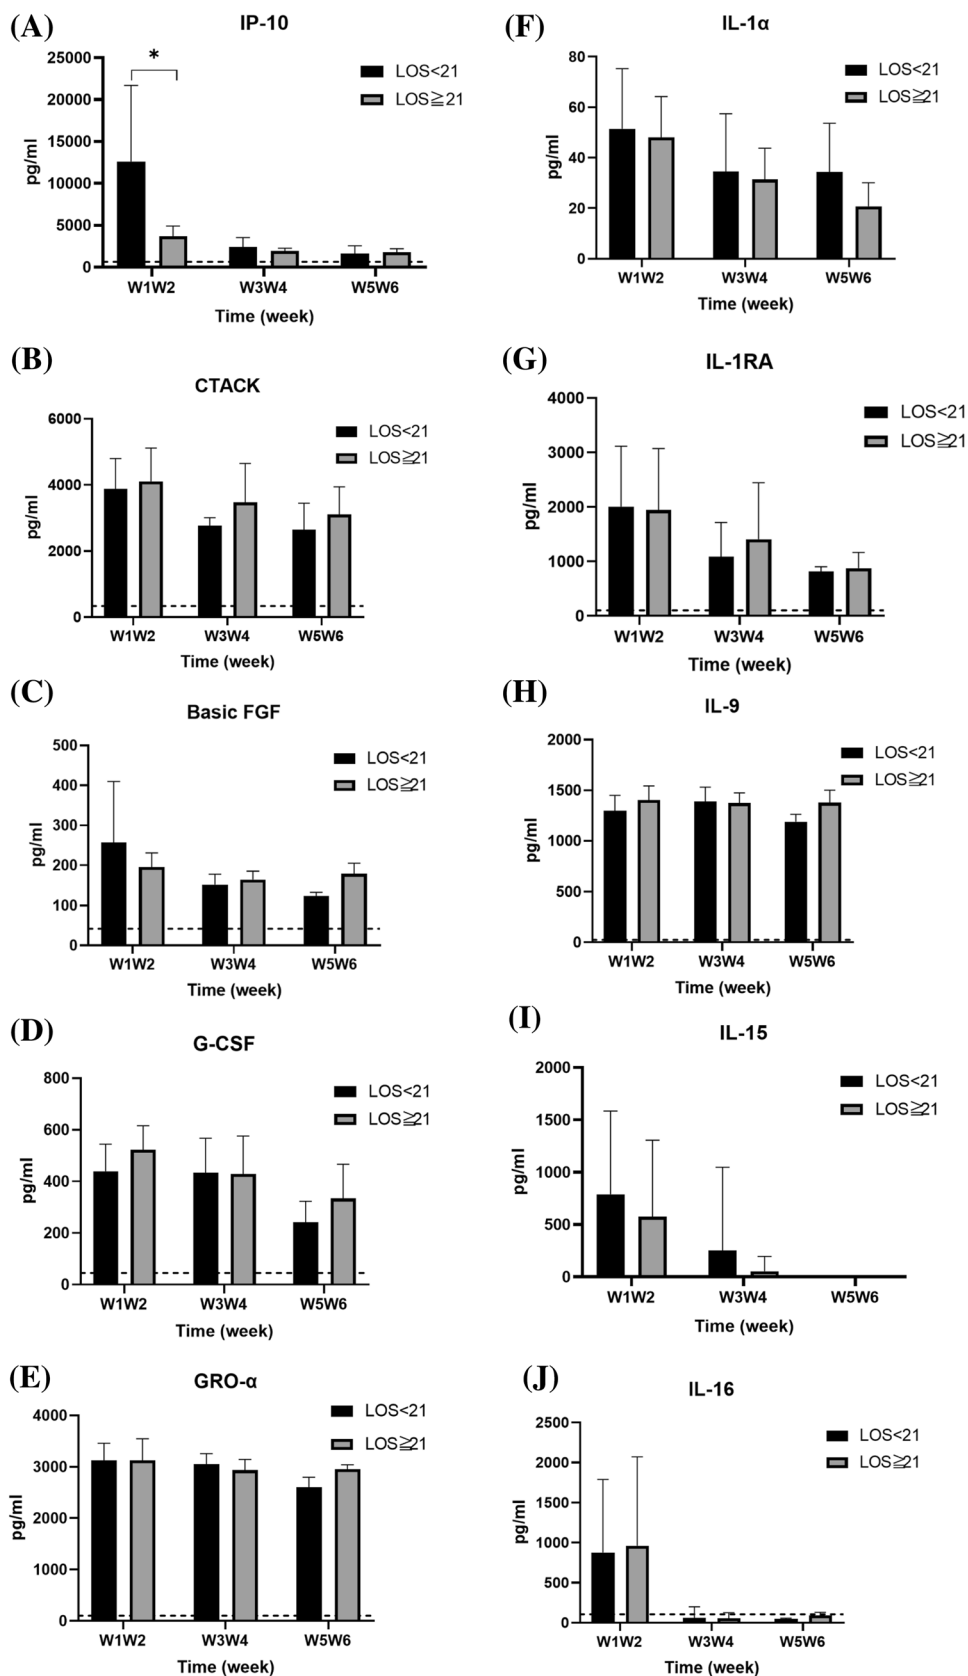 (A)
IP-10
*
25000
20000
15000
10000
5000
0
pg/ml
LOS<21
LOS≧21
W1W2 W3W4 W5W6
Time (week)
(B)
CTACK
6000
4000
2000
0
pg/ml
LOS<21
LOS≧21
W1W2 W3W4 W5W6
Time (week)
(C)
Basic FGF
500
400
300
200
100
0
pg/ml
LOS<21
LOS≧21
W1W2 W3W4 W5W6
Time (week)
(D)
G-CSF
800
600
400
200
0
pg/ml
LOS<21
LOS≧21
W1W2 W3W4 W5W6
Time (week)
(E)
GRO-α
4000
3000
2000
1000
0
pg/ml
LOS<21
LOS≧21
W1W2 W3W4 W5W6
Time (week)
(F)
IL-1α
80
60
40
20
0
pg/ml
LOS<21
LOS≧21
W1W2 W3W4 W5W6
Time (week)
(G)
IL-1RA
4000
3000
2000
1000
0
pg/ml
LOS<21
LOS≧21
W1W2 W3W4 W5W6
Time (week)
(H)
IL-9
2000
1500
1000
500
0
pg/ml
LOS<21
LOS≧21
W1W2 W3W4 W5W6
Time (week)
(I)
IL-15
2000
1500
1000
500
0
pg/ml
LOS<21
LOS≧21
W1W2 W3W4 W5W6
Time (week)
(J)
IL-16
2500
2000
1500
1000
500
0
pg/ml
LOS<21
LOS≧21
W1W2 W3W4 W5W6
Time (week)